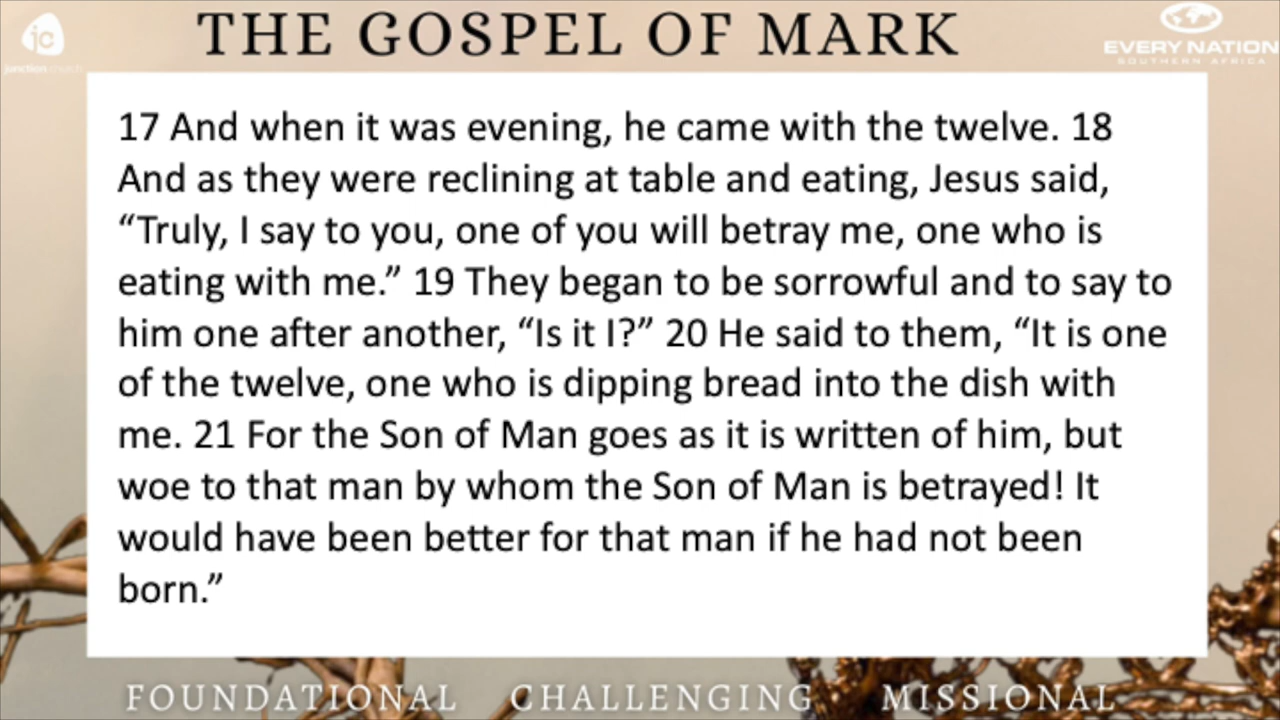 THE GOSPEL OF MARK
jc
junction church
EVERY NATION
SOUTHERN AFRICA
17 And when it was evening, he came with the twelve. 18
And as they were reclining at table and eating, Jesus said,
“Truly, I say to you, one of you will betray me, one who is
eating with me.” 19 They began to be sorrowful and to say to
him one after another, “Is it I?” 20 He said to them, “It is one
of the twelve, one who is dipping bread into the dish with
me. 21 For the Son of Man goes as it is written of him, but
woe to that man by whom the Son of Man is betrayed! It
would have been better for that man if he had not been
born.”
FOUNDATIONAL CHALLENGING MISSIONAL